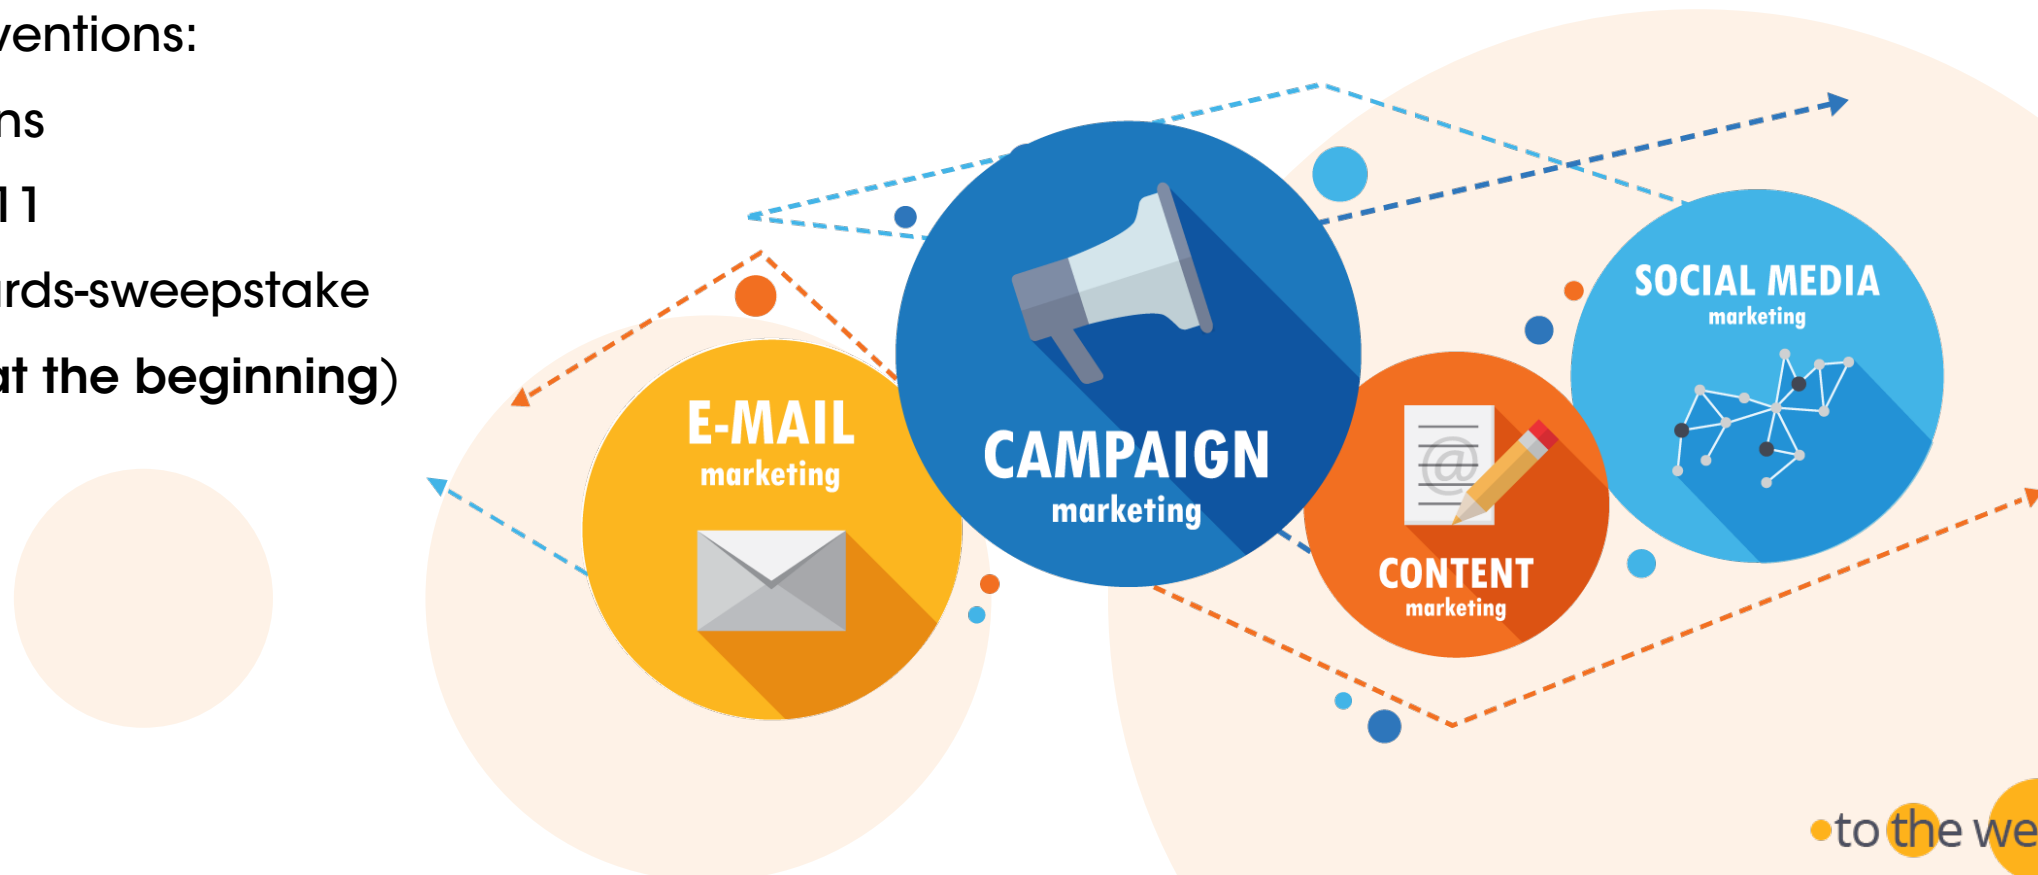 ventions:
ns
11
rds-sweepstake
at the beginning)
E-MAIL
marketing
CAMPAIGN
marketing
CONTENT
marketing
@
SOCIAL MEDIA
marketing
to the we